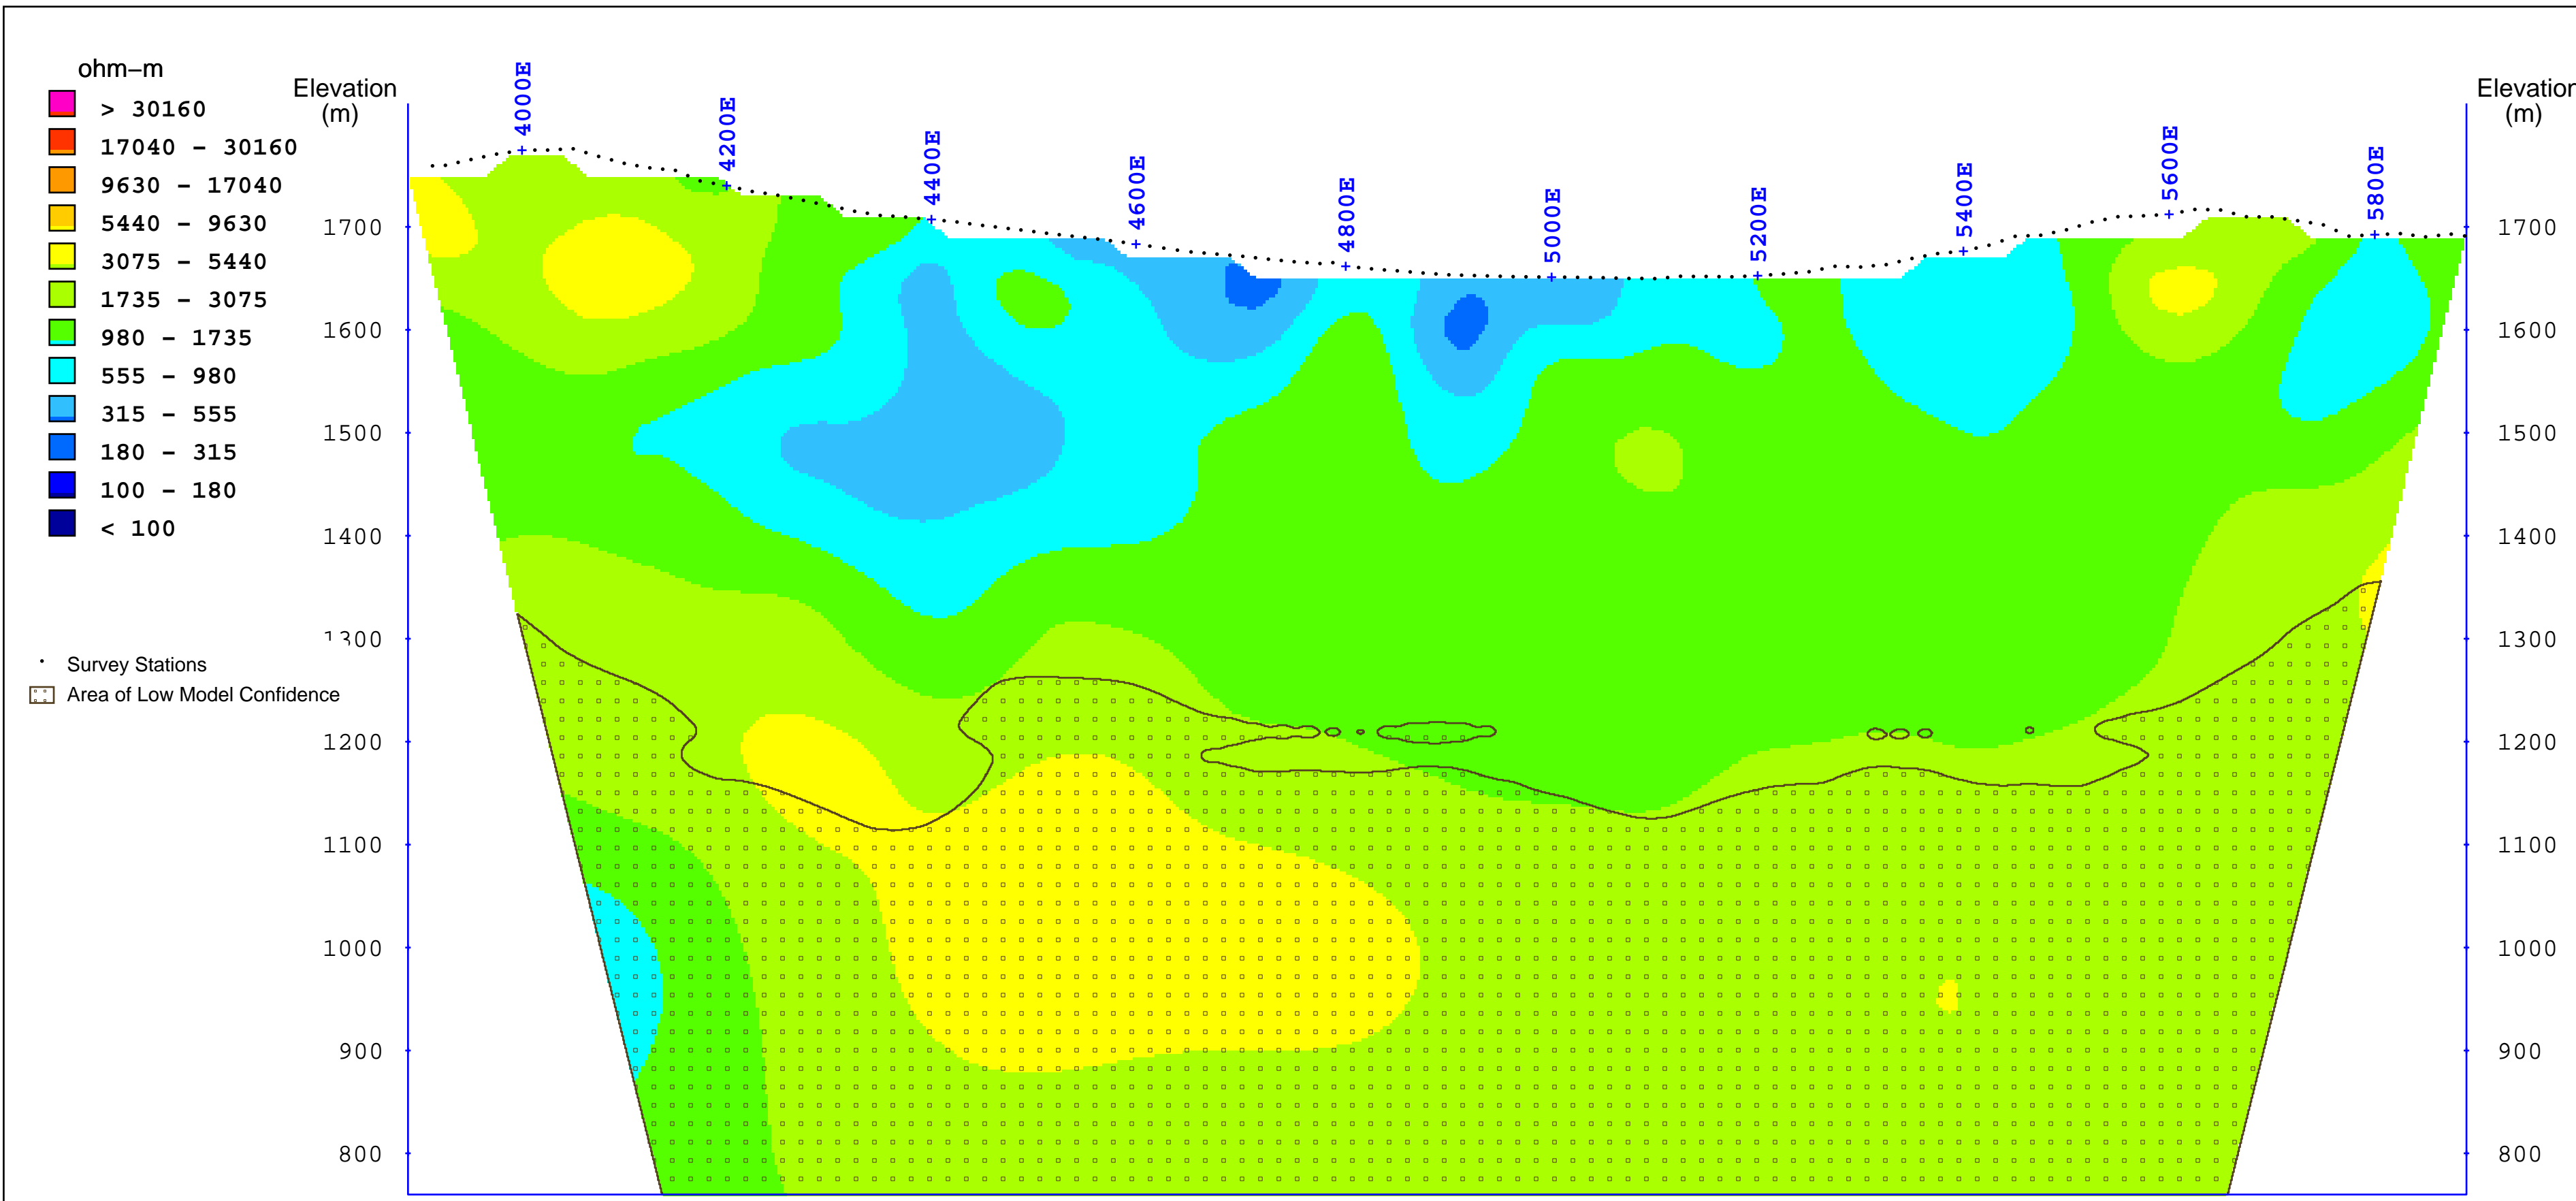 ohm–m
> 30160
17040 – 30160
9630 – 17040
5440 – 9630
3075 – 5440
1735 – 3075
980 – 1735
555 – 980
315 – 555
180 – 315
100 – 180
< 100
Survey Stations
Area of Low Model Confidence
Elevation
(m)
1700
1600
1500
1400
1300
1200
1100
1000
900
800
4000E
4200E
4400E
4600E
4800E
5000E
5200E
5400E
5600E
5800E
Elevation
(m)
1700
1600
1500
1400
1300
1200
1100
1000
900
800